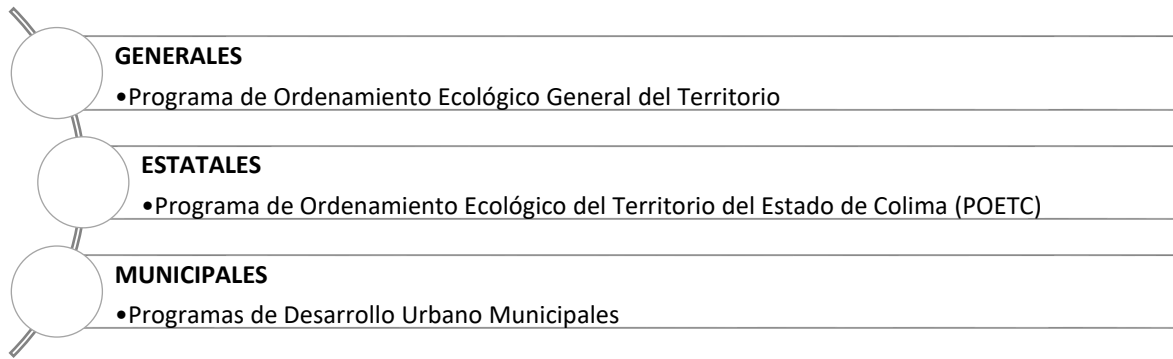 GENERALES
•Programa de Ordenamiento Ecológico General del Territorio
ESTATALES
•Programa de Ordenamiento Ecológico del Territorio del Estado de Colima (POETC)
MUNICIPALES
•Programas de Desarrollo Urbano Municipales